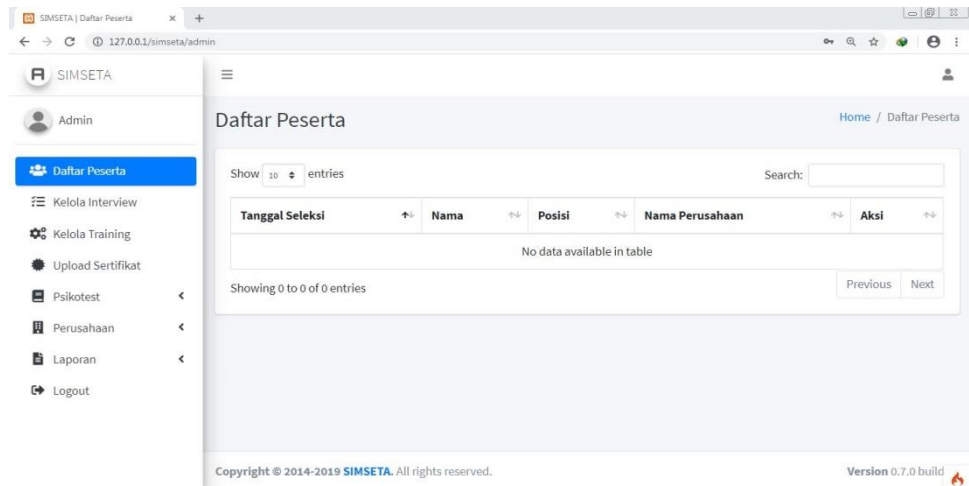 SIMSETA | Daftar Peserta
127.0.0.1/simseta/admin
SIMSETA
Admin
Daftar Peserta
Kelola Interview
Kelola Training
Upload Sertifikat
Psikotest
Perusahaan
Laporan
Logout
Daftar Peserta
Home / Daftar Peserta
Show 10 entries
Search:
Tanggal Seleksi Nama Posisi Nama Perusahaan Aksi
No data available in table
Showing 0 to 0 of 0 entries
Previous Next
Copyright © 2014-2019 SIMSETA. All rights reserved.
Version 0.7.0 build